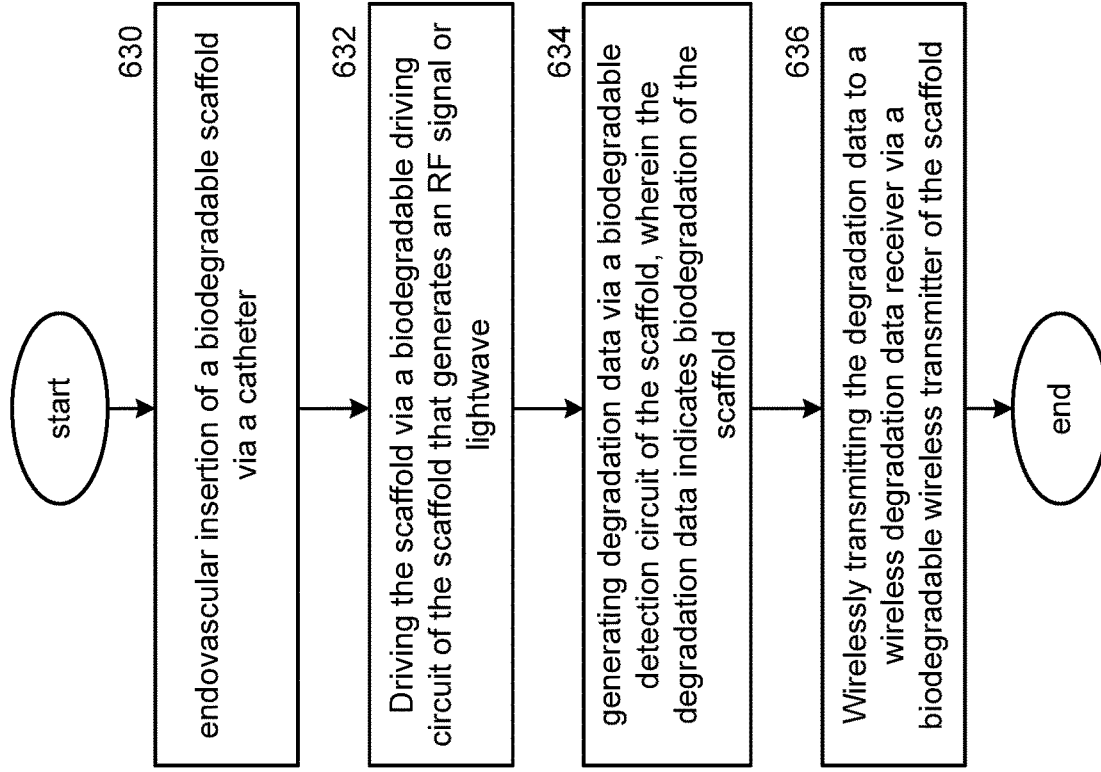 start
630
endovascular insertion of a biodegradable scaffold
via a catheter
632
Driving the scaffold via a biodegradable driving
circuit of the scaffold that generates an RF signal or
lightwave
634
generating degradation data via a biodegradable
detection circuit of the scaffold, wherein the
degradation data indicates biodegradation of the
scaffold
636
Wirelessly transmitting the degradation data to a
wireless degradation data receiver via a
biodegradable wireless transmitter of the scaffold
end